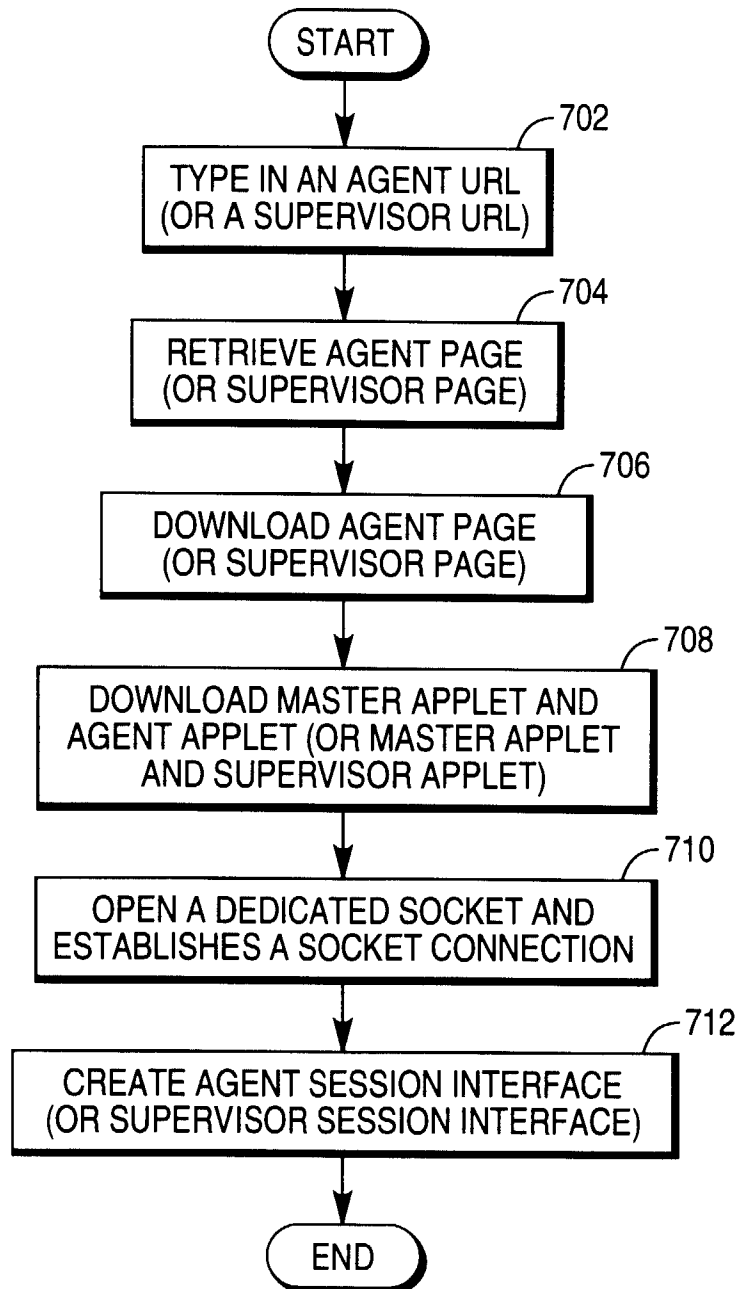 START
702
TYPE IN AN AGENT URL
(OR A SUPERVISOR URL)
704
RETRIEVE AGENT PAGE
(OR SUPERVISOR PAGE)
706
DOWNLOAD AGENT PAGE
(OR SUPERVISOR PAGE)
708
DOWNLOAD MASTER APPLET AND
AGENT APPLET (OR MASTER APPLET
AND SUPERVISOR APPLET)
710
OPEN A DEDICATED SOCKET AND
ESTABLISHES A SOCKET CONNECTION
712
CREATE AGENT SESSION INTERFACE
(OR SUPERVISOR SESSION INTERFACE)
END